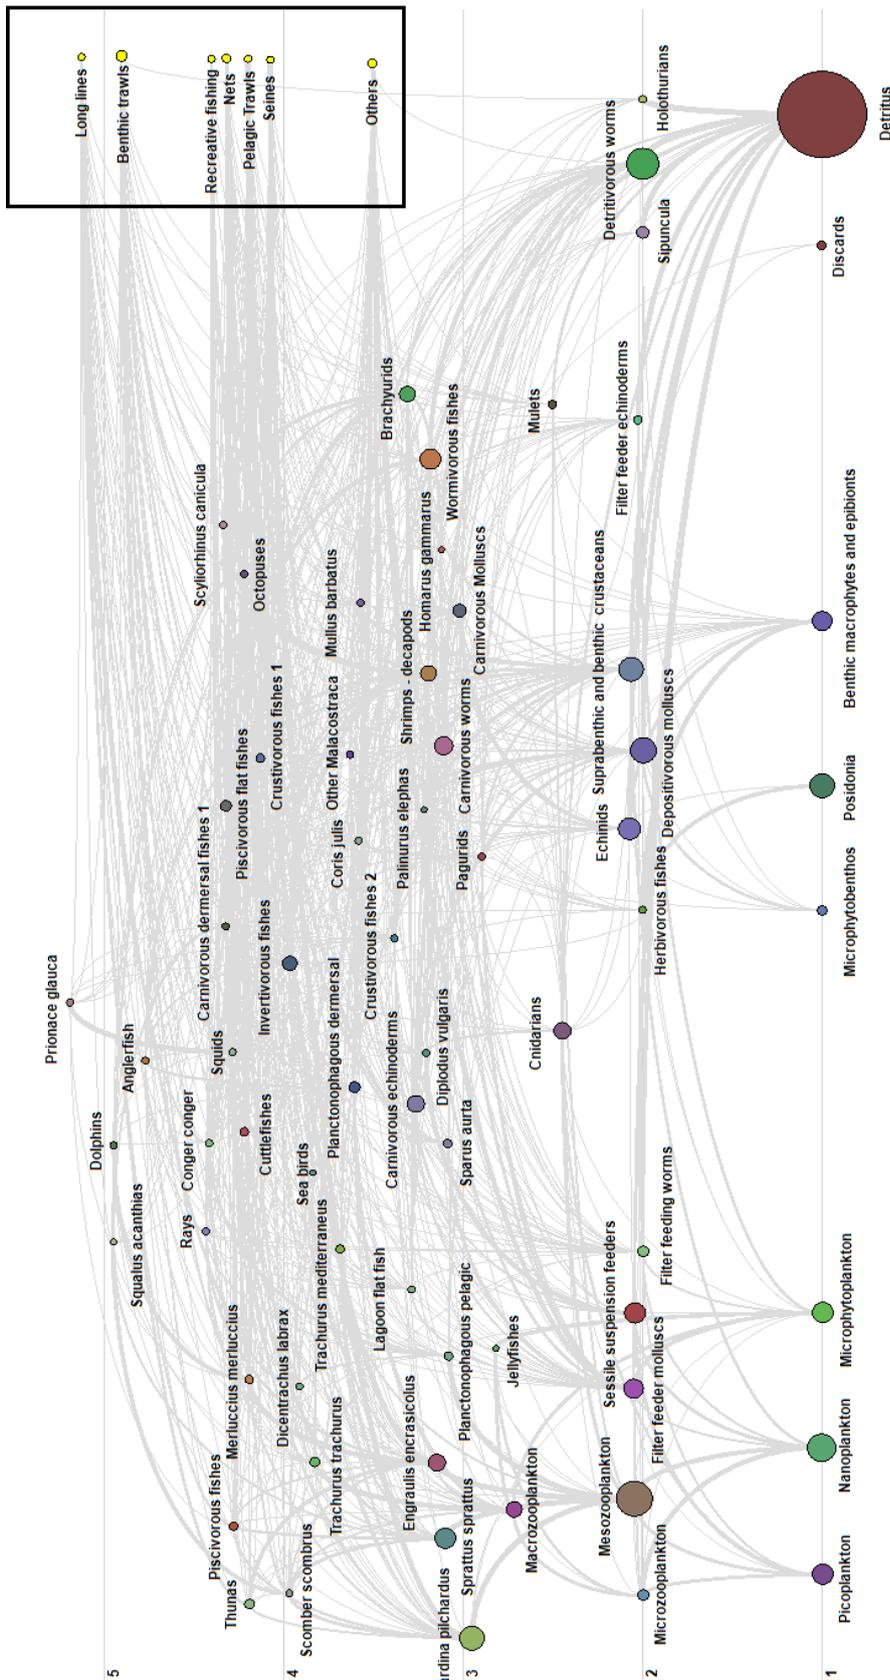 Long lines
Benthic trawls
Recreative fishing
Nets
Pelagic Trawls
Seines
Others
Holothurians
Detritus
Detritivorous worms
Sipuncula
Discards
Brachyurids
Wormivorous fishes
Mulets
Filter feeder echinoderms
Scyliorhinus canicula
Octopuses
Mullus barbatus
Homarus gammarus
Carnivorous Molluscs
Suprabenthic and benthic crustaceans
Benthic macrophytes and epibionts
Shrimps - decapods
Crustivorous fishes 1
Other Malacostraca
Carnivorous worms
Depositivorous molluscs
Piscivorous flat fishes
Carnivorous dermersal fishes 1
Coris julis
Palinurus elephas
Pagurids
Echinids
Posidonia
Herbivorous fishes
Microphytobenthos
Invertivorous fishes
Crustivorous fishes 2
Prionace glauca
Anglerfish
Squids
Planctonophagous dermersal
Diplodus vulgaris
Cnidarians
Carnivorous echinoderms
Dolphins
Conger conger
Cuttlefishes
Sea birds
Sparus aurta
Squalus acanthias
Rays
Trachurus mediterraneus
Lagoon flat fish
Filter feeding worms
Sessile suspension feeders
Microphytoplankton
Planctonophagous pelagic
Jellyfishes
Filter feeder molluscs
Merluccius merluccius
Dicentrachus labrax
Trachurus trachurus
Engraulis encrasicolus
Macrozooplankton
Mesozooplankton
Nanoplankton
Piscivorous fishes
Thunas
Scomber scombrus
Sprattus sprattus
rdina pilchardus
Microzooplankton
Picoplankton
5
4
3
2
1